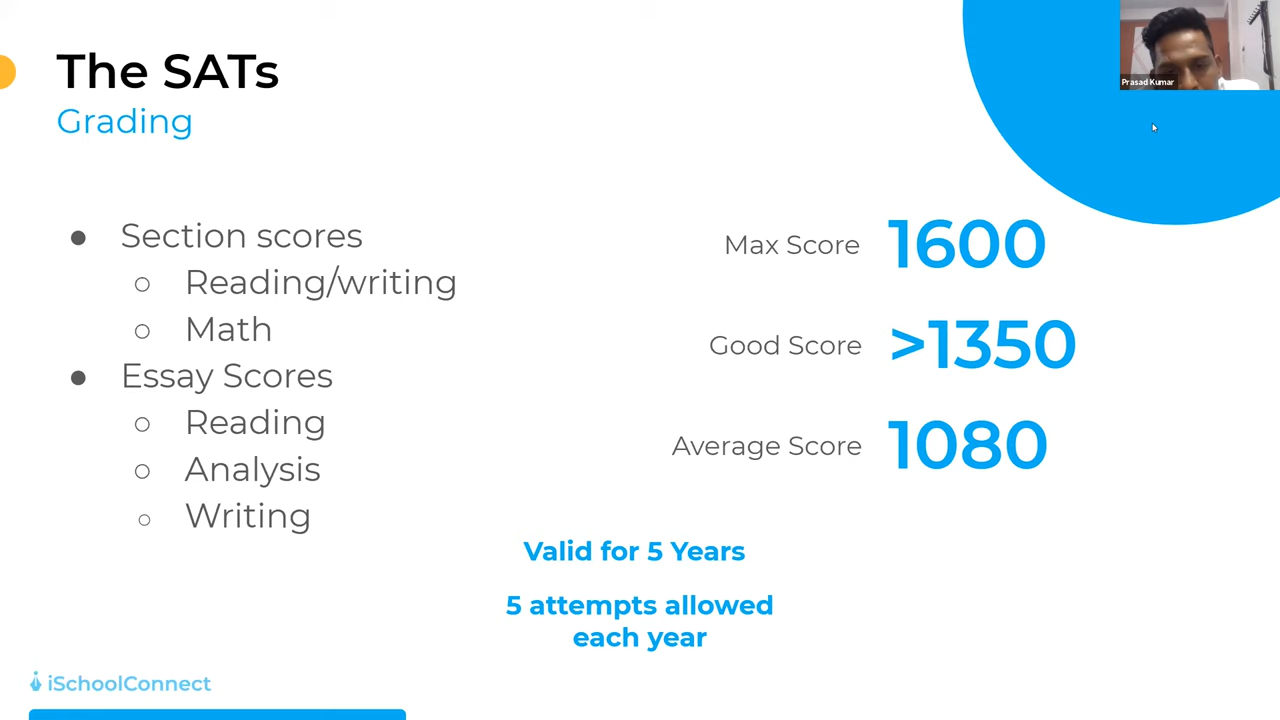 The SATs
Grading
Prasad Kumar
● Section scores
○ Reading/writing
○ Math
● Essay Scores
○ Reading
○ Analysis
○ Writing
Max Score 1600
Good Score >1350
Average Score 1080
Valid for 5 Years
5 attempts allowed
each year
iSchoolConnect